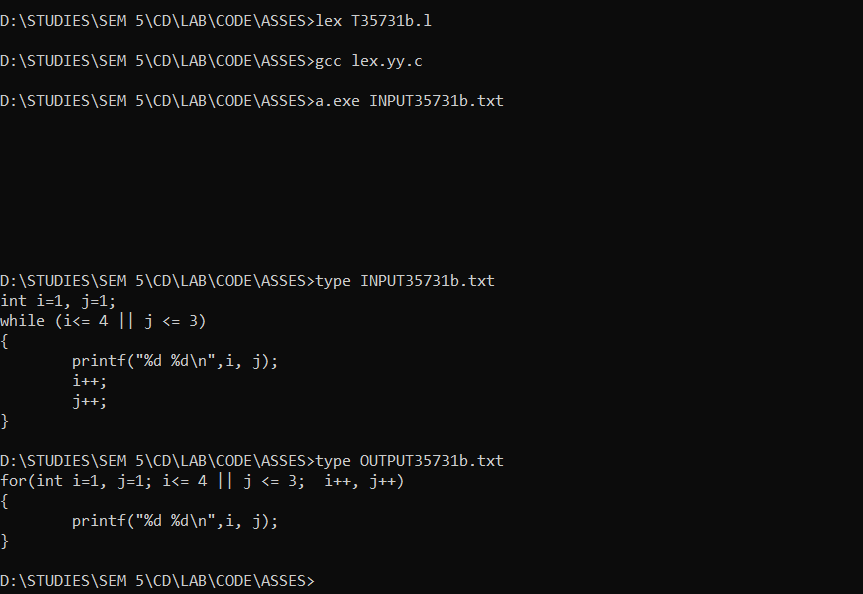 D:\STUDIES\SEM 5\CD\LAB\CODE\ASSES>lex T35731b.l
D:\STUDIES\SEM 5\CD\LAB\CODE\ASSES>gcc lex.yy.c
D:\STUDIES\SEM 5\CD\LAB\CODE\ASSES>a.exe INPUT35731b.txt
D:\STUDIES\SEM 5\CD\LAB\CODE\ASSES>type INPUT35731b.txt
int i=1, j=1;
while (i<= 4 || j <= 3)
{
        printf("%d %d\n",i, j);
        i++;
        j++;
}
D:\STUDIES\SEM 5\CD\LAB\CODE\ASSES>type OUTPUT35731b.txt
for(int i=1, j=1; i<= 4 || j <= 3;  i++, j++)
{
        printf("%d %d\n",i, j);
}
D:\STUDIES\SEM 5\CD\LAB\CODE\ASSES>